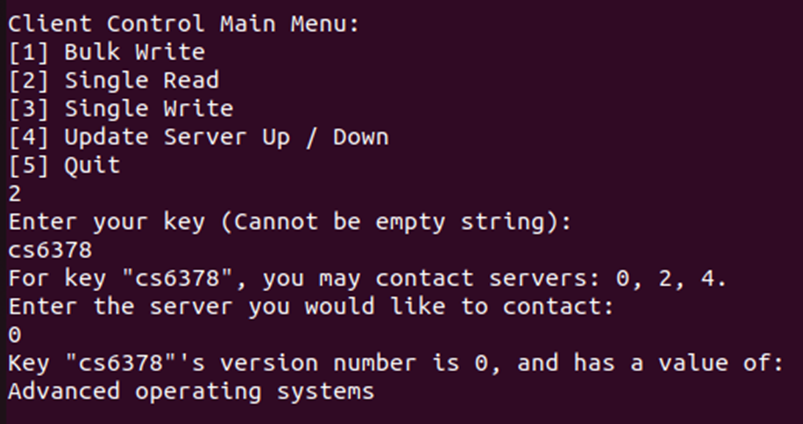 Client Control Main Menu:
[1] Bulk Write
[2] Single Read
[3] Single Write
[4] Update Server Up / Down
[5] Quit
2
Enter your key (Cannot be empty string):
cs6378
For key "cs6378", you may contact servers: 0, 2, 4.
Enter the server you would like to contact:
0
Key "cs6378"'s version number is 0, and has a value of:
Advanced operating systems